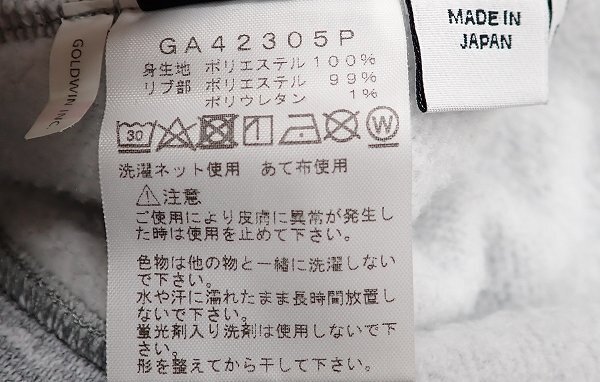 GOLDWIN INC.
MADE IN
JAPAN
GA42305P
身生地 ポリエステル 100%
リブ部 ポリエステル 99%
ポリウレタン 1%
30
W
洗濯ネット使用 あて布使用
⚠注意
ご使用により皮膚に異常が発生し
た時は使用を止めて下さい。
色物は他の物と一緒に洗濯しない
で下さい。
水や汗に濡れたまま長時間放置し
ないで下さい。
蛍光剤入り洗剤は使用しないで下
さい。
形を整えてから干して下さい。